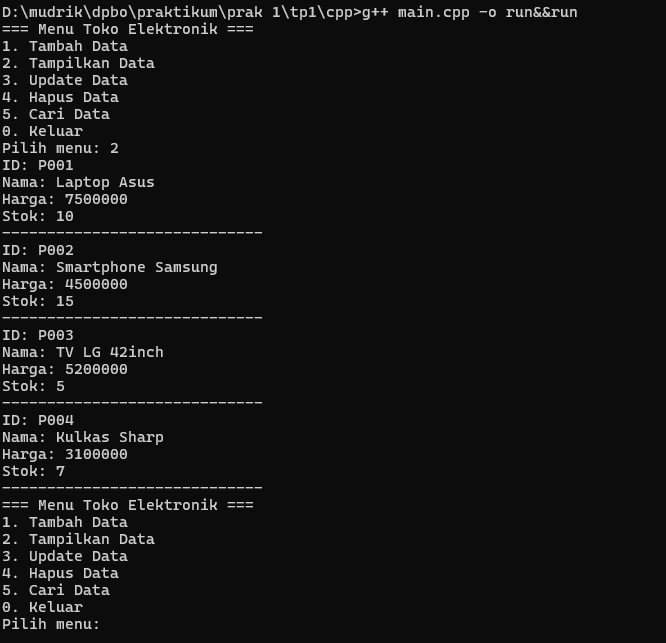 D:\mudrik\dpbo\praktikum\prak 1\tp1\cpp>g++ main.cpp -o run&&run
=== Menu Toko Elektronik ===
1. Tambah Data
2. Tampilkan Data
3. Update Data
4. Hapus Data
5. Cari Data
0. Keluar
Pilih menu: 2
ID: P001
Nama: Laptop Asus
Harga: 7500000
Stok: 10
-----------------------------
ID: P002
Nama: Smartphone Samsung
Harga: 4500000
Stok: 15
-----------------------------
ID: P003
Nama: TV LG 42inch
Harga: 5200000
Stok: 5
-----------------------------
ID: P004
Nama: Kulkas Sharp
Harga: 3100000
Stok: 7
-----------------------------
=== Menu Toko Elektronik ===
1. Tambah Data
2. Tampilkan Data
3. Update Data
4. Hapus Data
5. Cari Data
0. Keluar
Pilih menu: